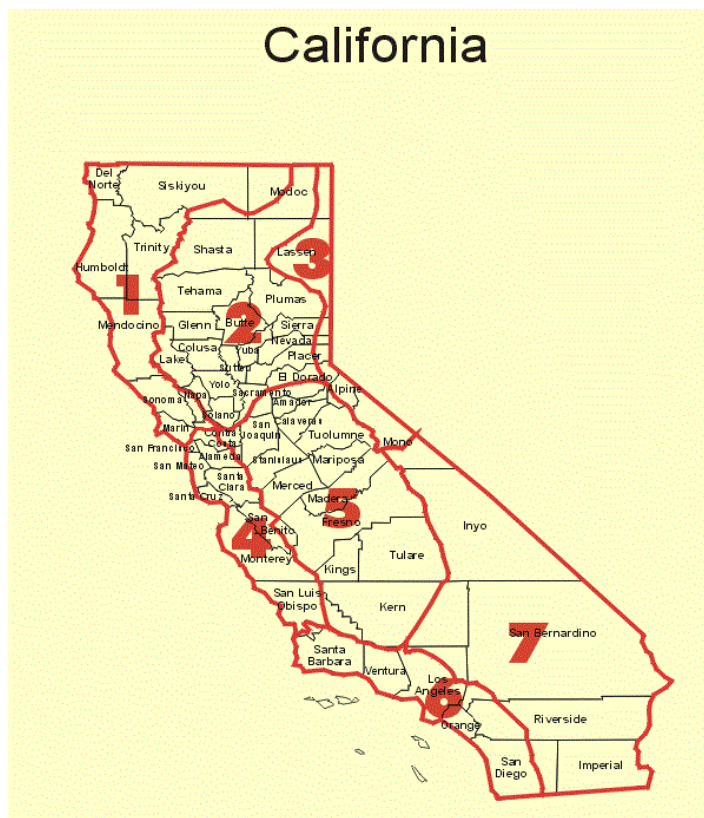 California
Del
Norte
Siskiyou
Modoc
Trinity
Shasta
Lassen
3
Humboldt
1
Tehama
Plumas
Mendocino
Glenn
Butte
2
Sierra
Nevada
Colusa
Yuba
Placer
Lake
Sutter
El Dorado
Yolo
Napa
Sacramento
Alpine
Sonoma
Amador
Solano
Calaveras
Marin
Contra
Costa
San
Joaquin
Tuolumne
Mono
San Francisco
Alameda
Stanislaus
Mariposa
San Mateo
Santa
Clara
Merced
Santa Cruz
Madera
5
Fresno
San
Benito
4
Inyo
Monterey
Tulare
Kings
San Luis
Obispo
Kern
San Bernardino
7
Santa
Barbara
Ventura
Los
Angeles
6
Orange
Riverside
San
Diego
Imperial